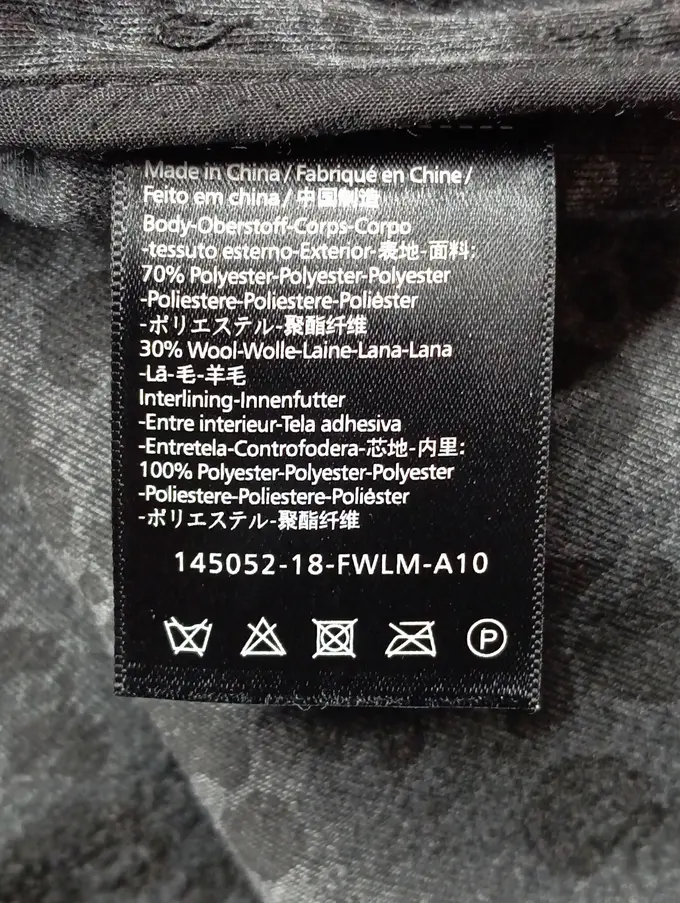 Made in China / Fabriqué en Chine /
Feito em china / 中国制造
Body-Oberstoff-Corps-Corpo
-tessuto esterno-Exterior-表地-面料:
70% Polyester-Polyester-Polyester
-Poliestere-Poliestere-Poliéster
-ポリエステル-聚酯纤维
30% Wool-Wolle-Laine-Lana-Lana
-Lã-毛-羊毛
Interlining-Innenfutter
-Entre interieur-Tela adhesiva
-Entretela-Controfodera-芯地-内里:
100% Polyester-Polyester-Polyester
-Poliestere-Poliestere-Poliéster
-ポリエステル-聚酯纤维
145052-18-FWLM-A10
P